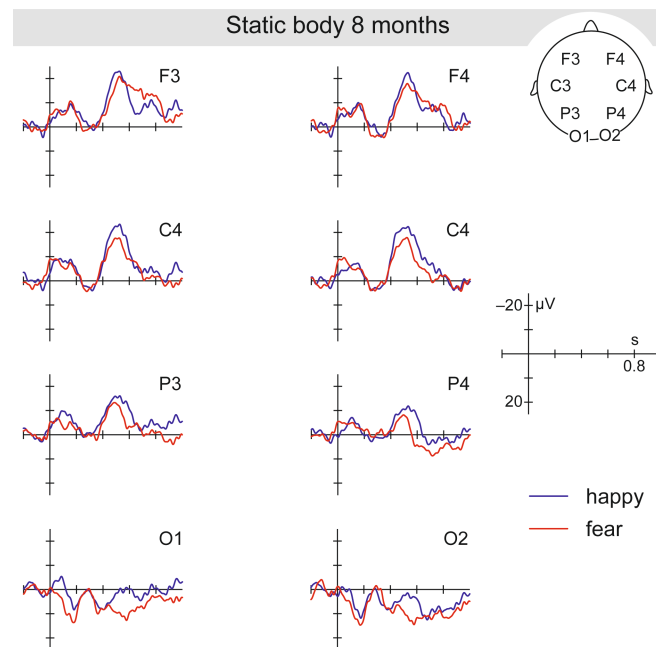 Static body 8 months
F3
F4
F3 F4
C3 C4
P3 P4
O1 O2
C4
C4
–20 µV
s
0.8
20
P3
P4
happy
fear
O1
O2